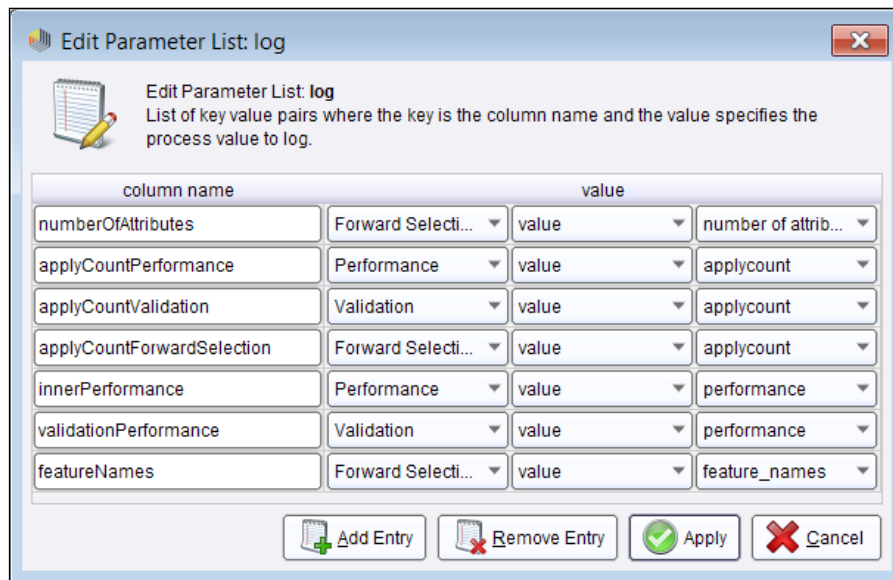 Edit Parameter List: log
Edit Parameter List: log
List of key value pairs where the key is the column name and the value specifies the
process value to log.
column name value
numberOfAttributes Forward Selecti... value number of attrib...
applyCountPerformance Performance value applycount
applyCountValidation Validation value applycount
applyCountForwardSelection Forward Selecti... value applycount
innerPerformance Performance value performance
validationPerformance Validation value performance
featureNames Forward Selecti... value feature_names
Add Entry Remove Entry Apply Cancel